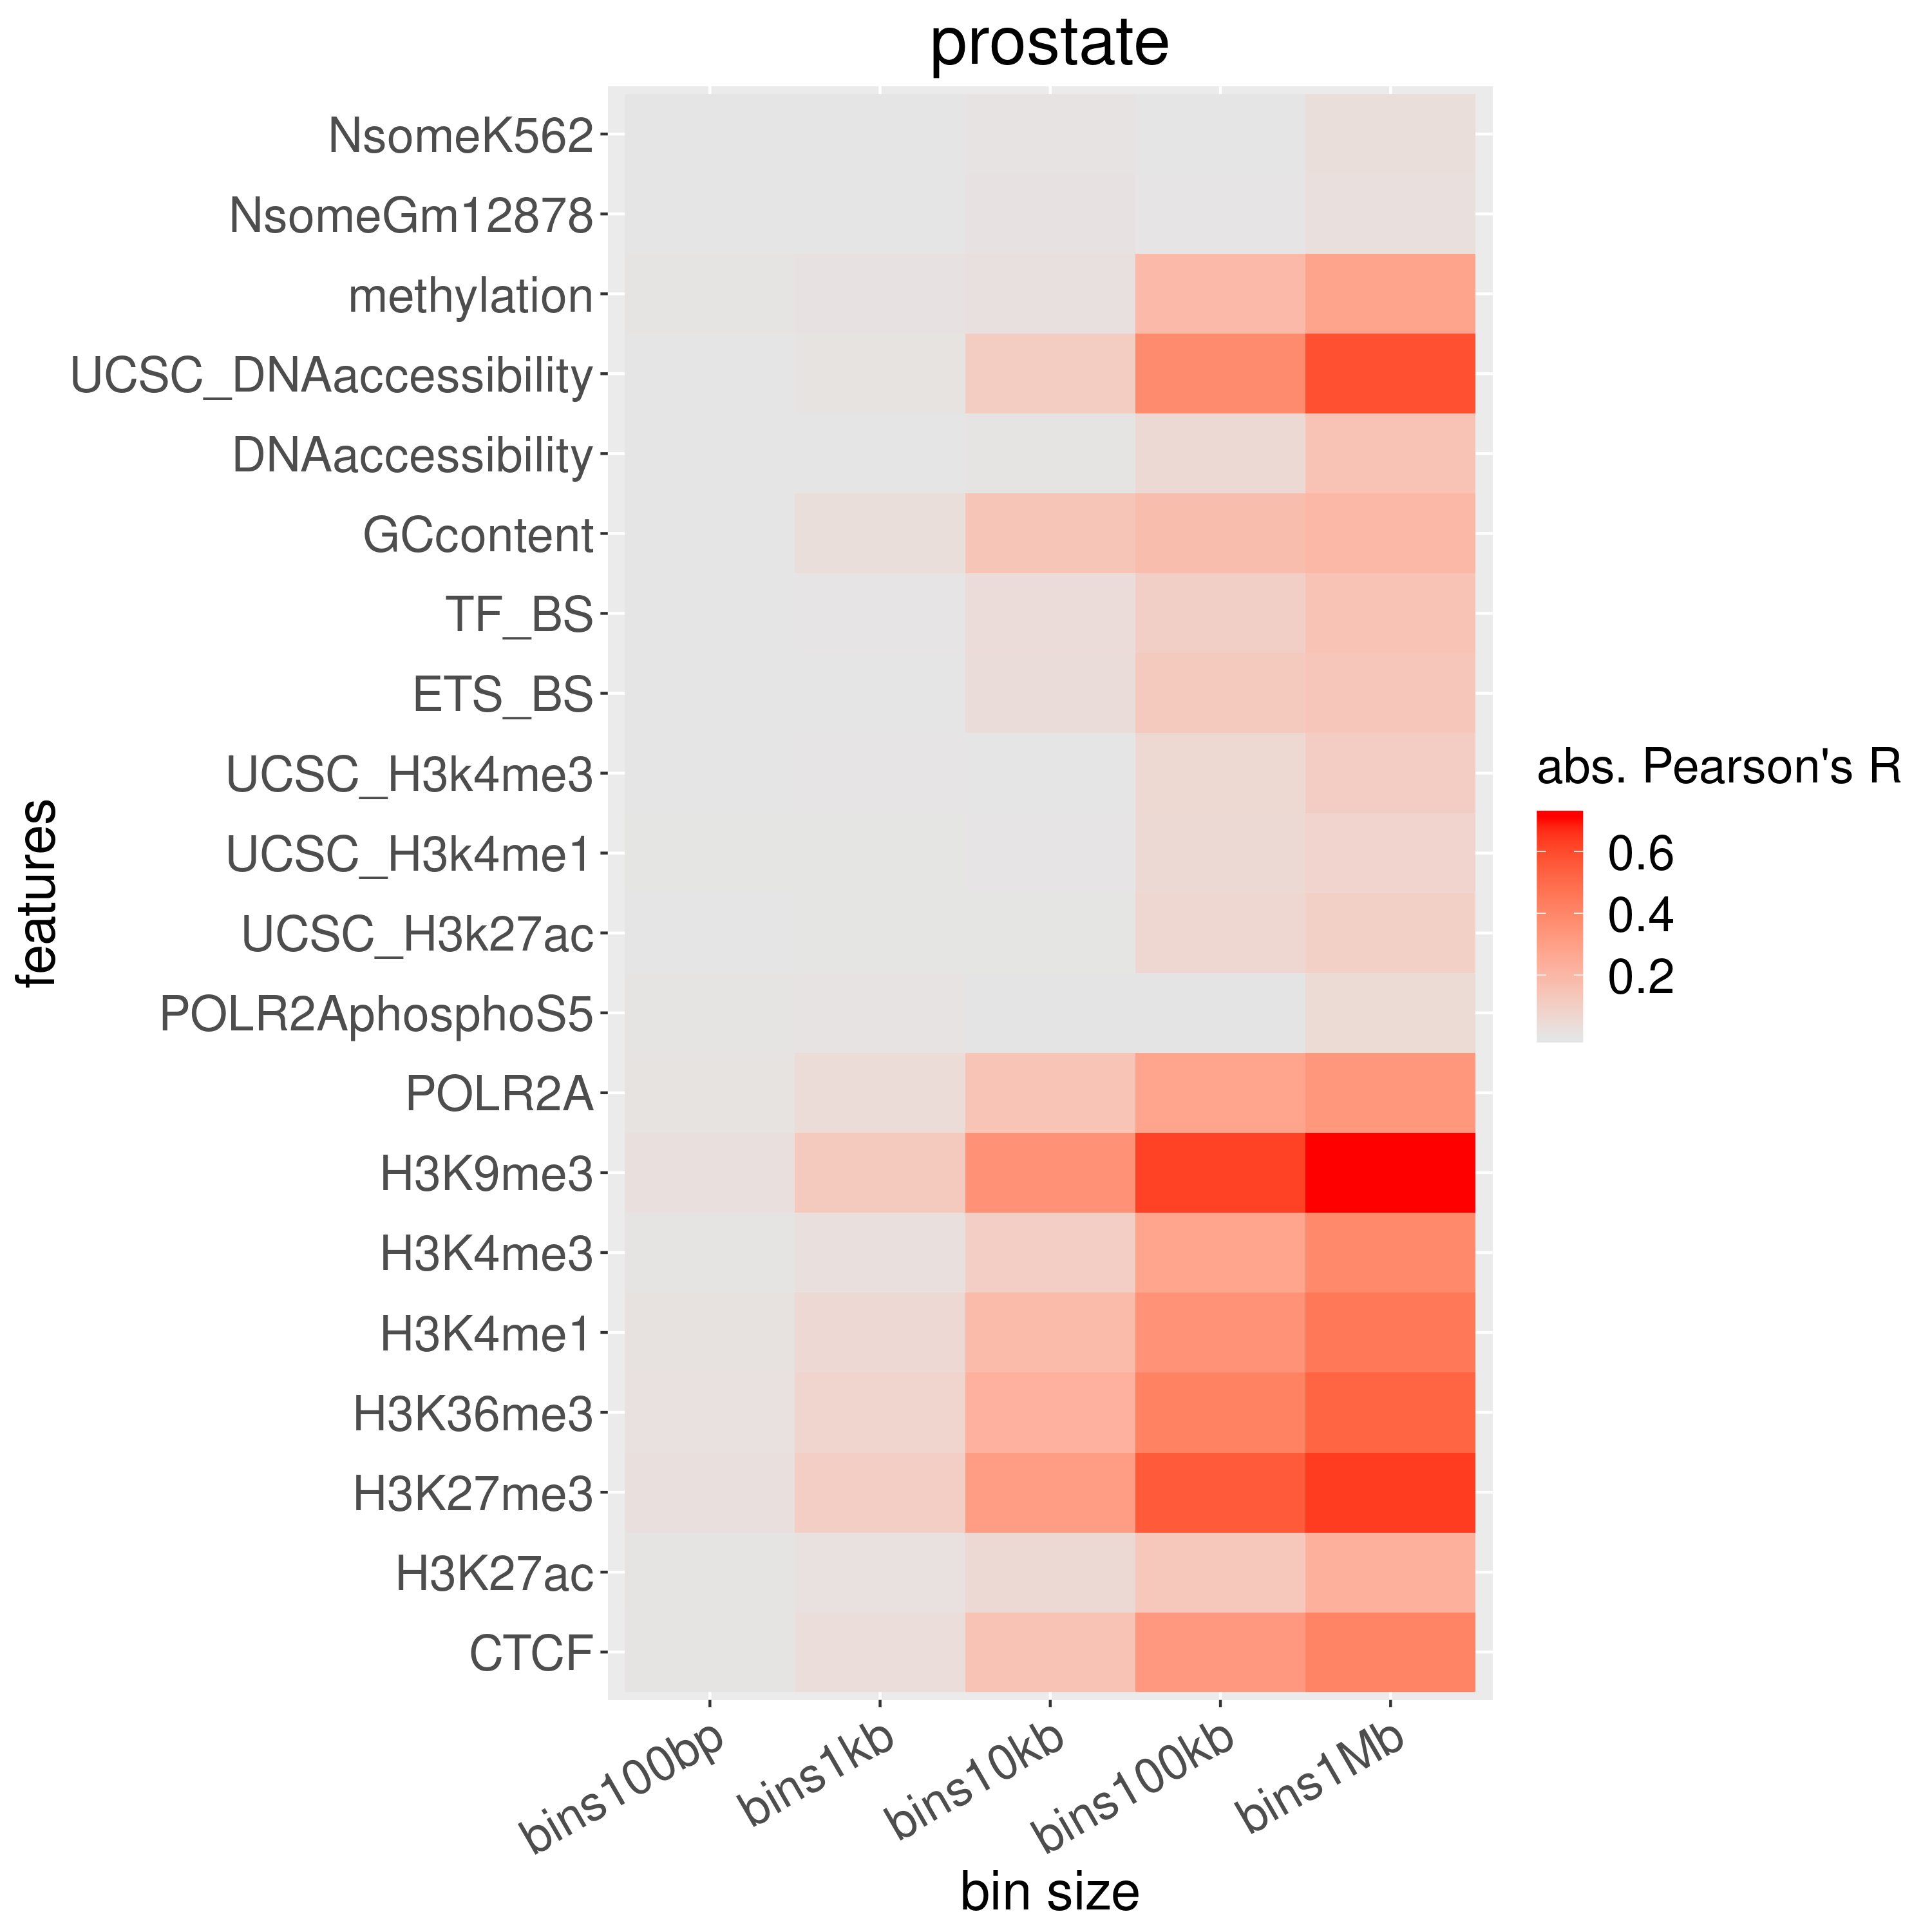 prostate
NsomeK562
NsomeGm12878
methylation
UCSC_DNAaccessibility
DNAaccessibility
GCcontent
TF_BS
ETS_BS
UCSC_H3k4me3
UCSC_H3k4me1
UCSC_H3k27ac
POLR2AphosphoS5
POLR2A
H3K9me3
H3K4me3
H3K4me1
H3K36me3
H3K27me3
H3K27ac
CTCF
features
bins100bp
bins1kb
bins10kb
bins100kb
bins1Mb
bin size
abs. Pearson's R
0.6
0.4
0.2